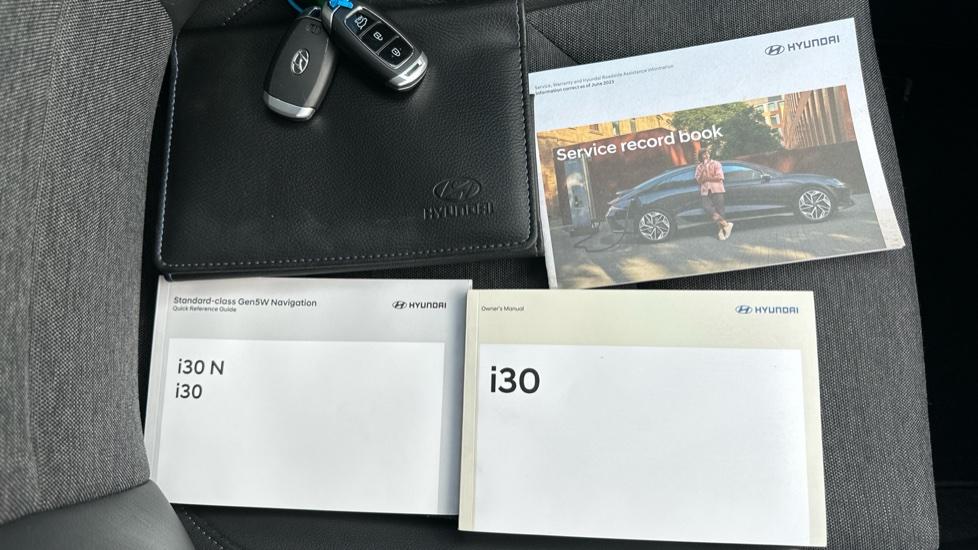 HYUNDAI
HYUNDAI
Service, Warranty and Hyundai Roadside Assistance Information
Information correct as of June 2023
Service record book
Standard-class Gen5W Navigation
Quick Reference Guide
HYUNDAI
i30 N
i30
Owner's Manual
HYUNDAI
i30